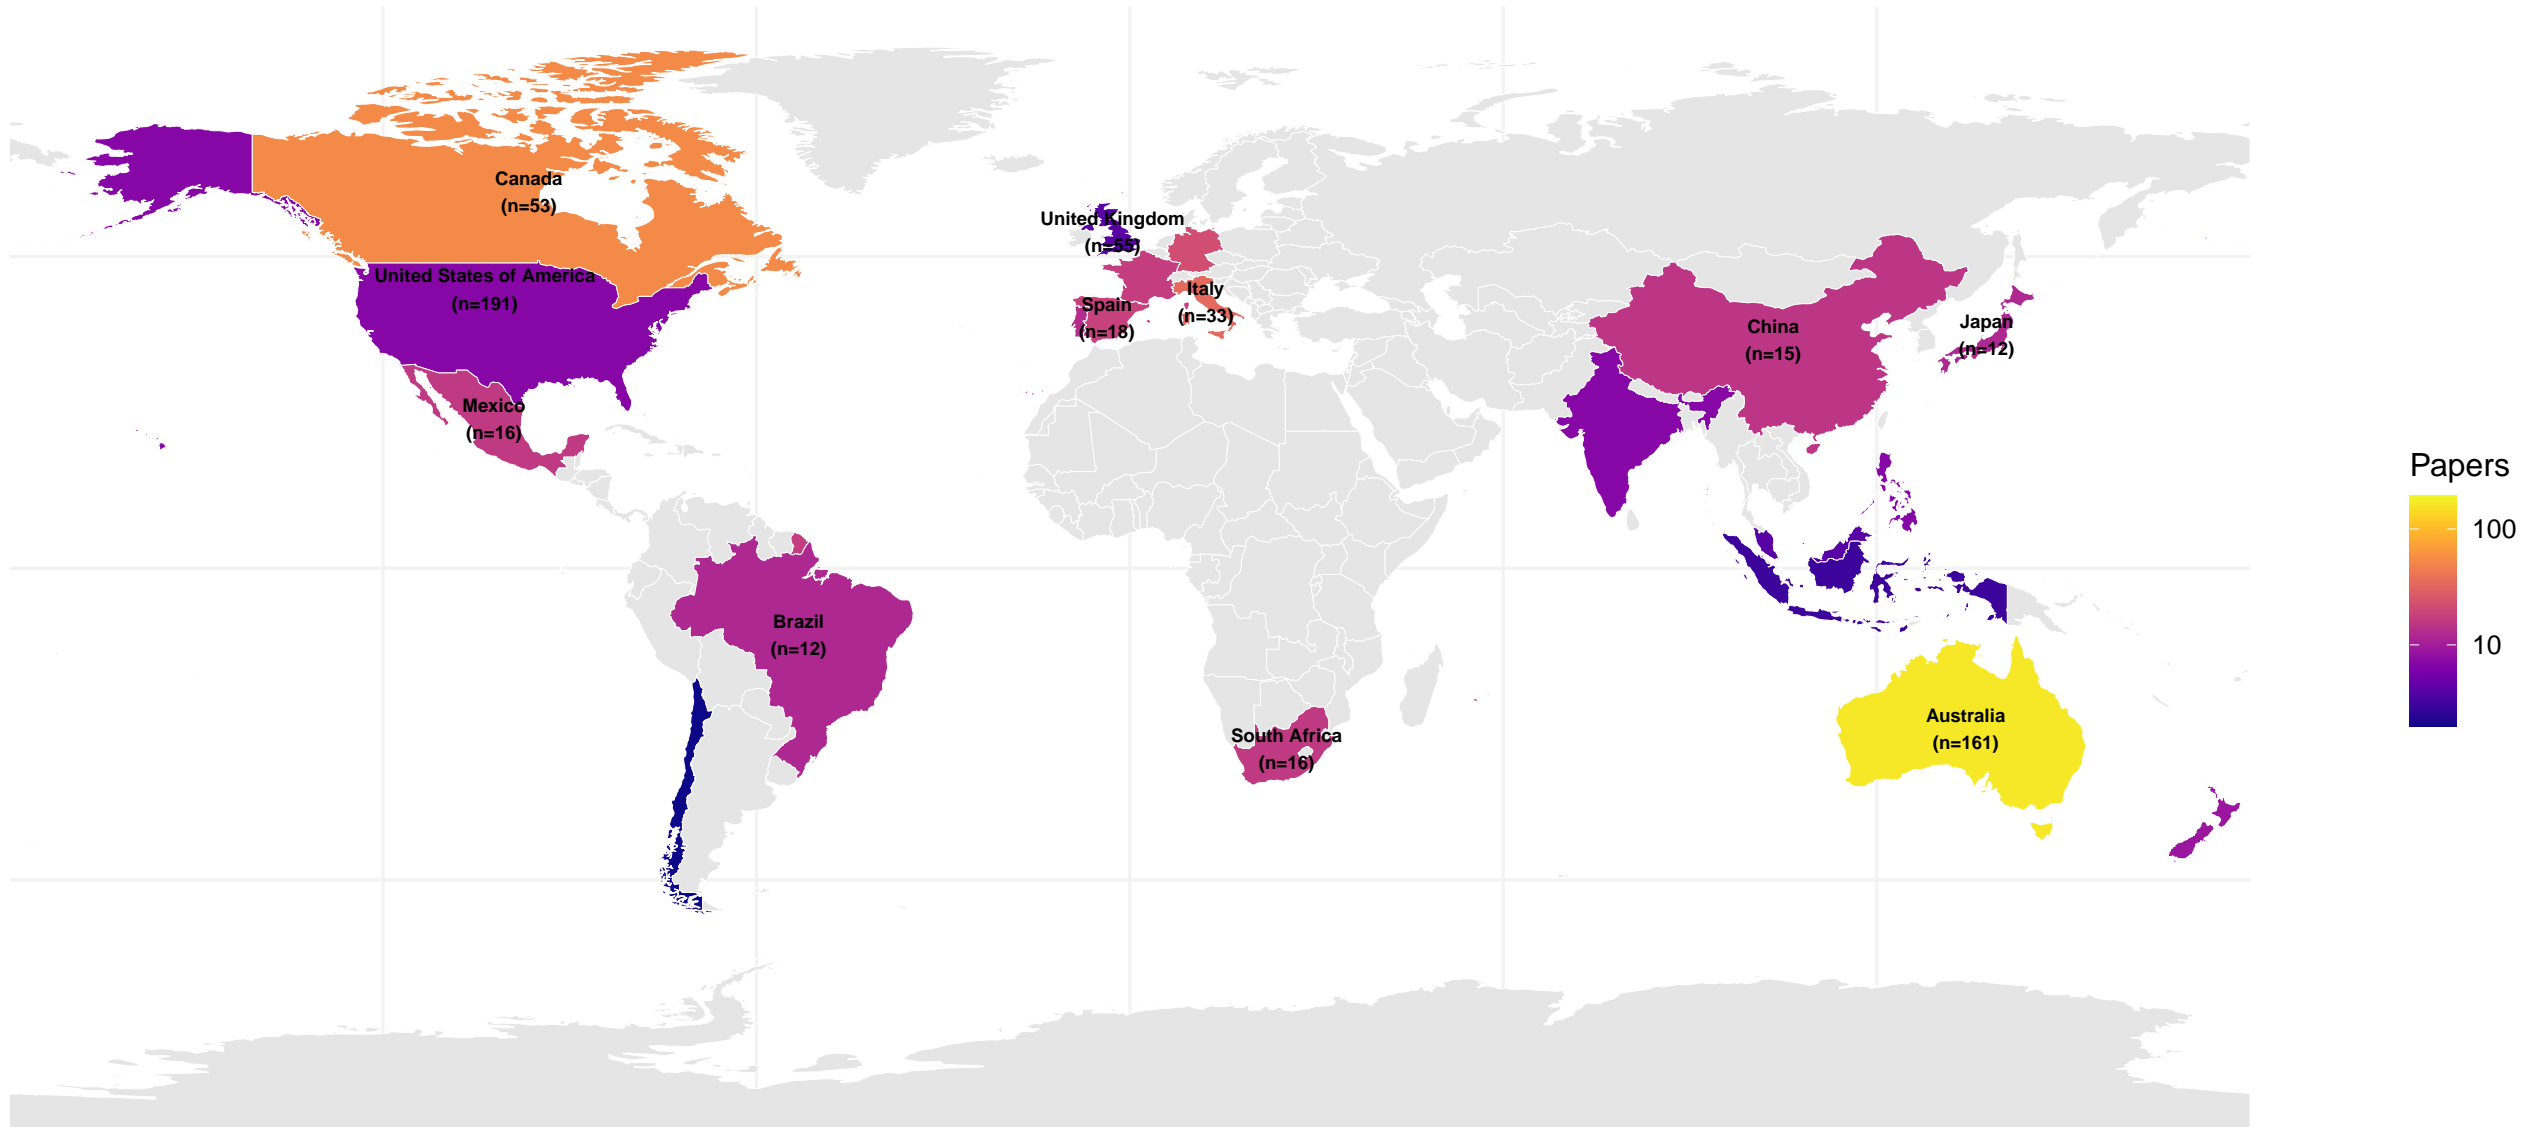 Canada
(n=53)
United Kingdom
(n=55)
United States of America
(n=191)
Italy
(n=33)
Spain
(n=18)
China
(n=15)
Japan
(n=12)
Mexico
(n=16)
Papers
100
10
Brazil
(n=12)
Australia
(n=161)
South Africa
(n=16)